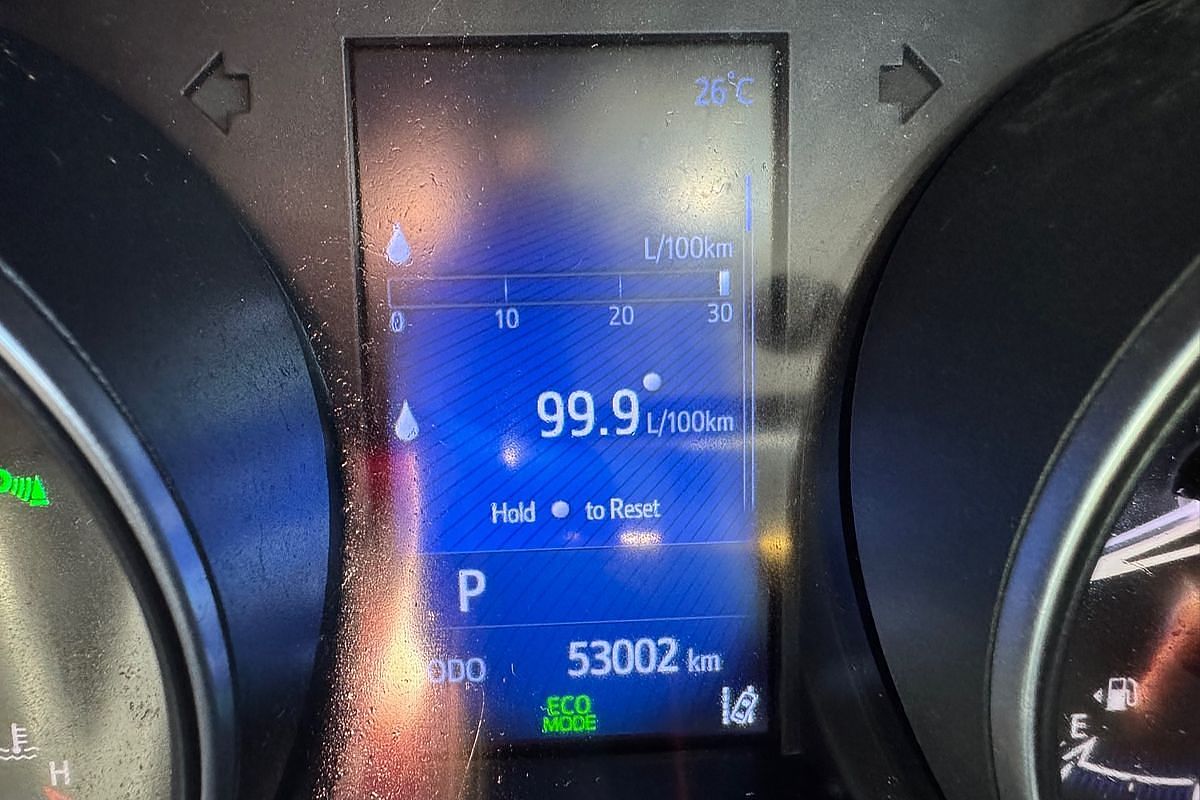 26°C
L/100km
0 10 20 30
99.9 L/100km
Hold to Reset
P
ODO 53002 km
ECO
MODE
H
E